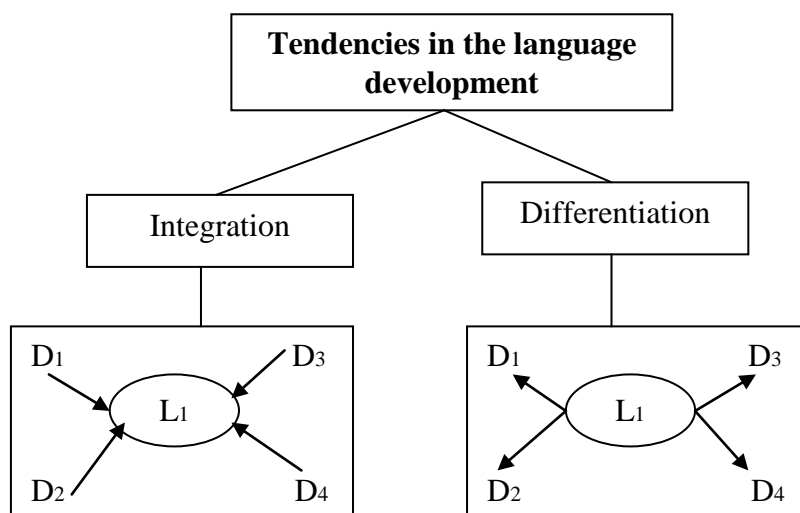 Tendencies in the language
development
Integration
Differentiation
D1
D3
L1
D2
D4
D1
D3
L1
D2
D4